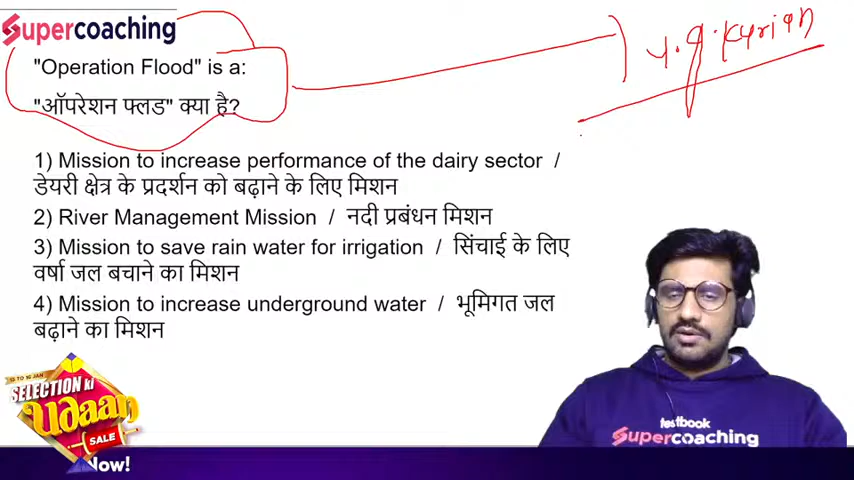 Supercoaching
"Operation Flood" is a:
"ऑपरेशन फ्लड" क्या है?
v.g.kurian
1) Mission to increase performance of the dairy sector /
डेयरी क्षेत्र के प्रदर्शन को बढ़ाने के लिए मिशन
2) River Management Mission / नदी प्रबंधन मिशन
3) Mission to save rain water for irrigation / सिंचाई के लिए
वर्षा जल बचाने का मिशन
4) Mission to increase underground water / भूमिगत जल
बढ़ाने का मिशन
SELECTION ki
Udaan
SALE
Now!
testbook
Supercoaching